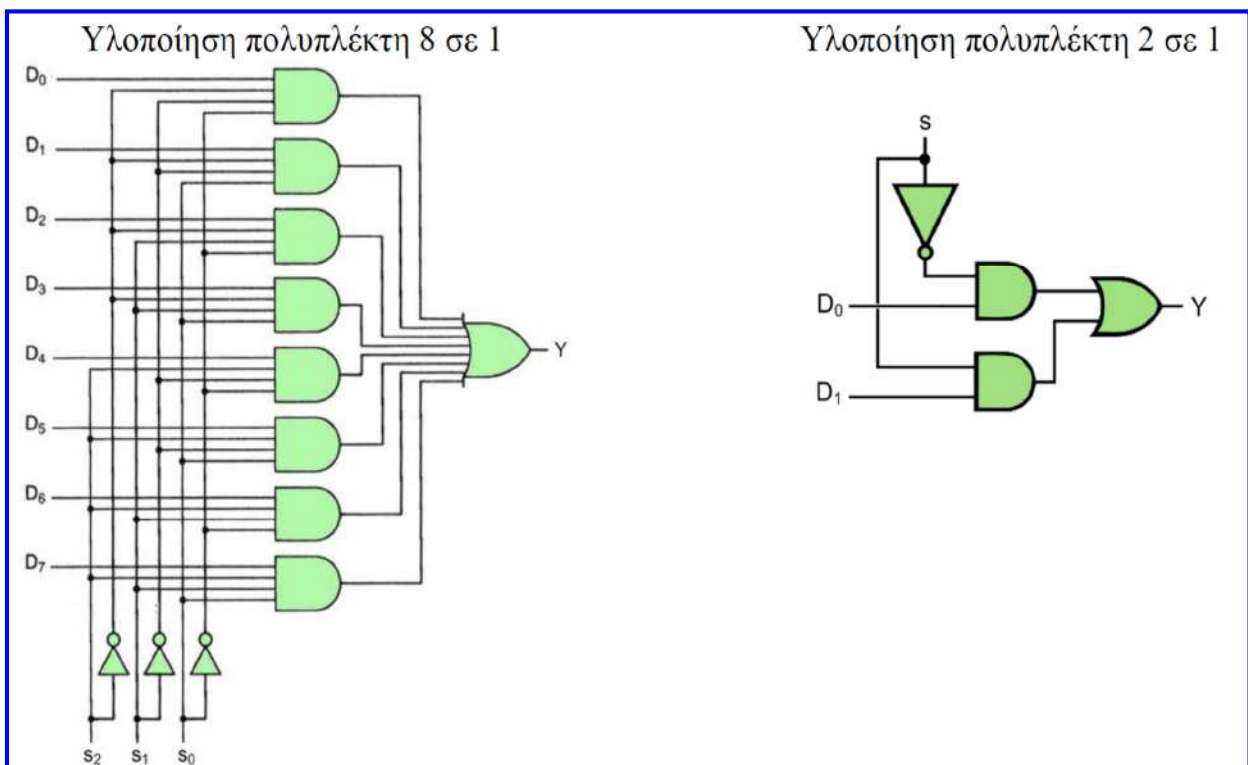 Υλοποίηση πολυπλέκτη 8 σε 1
D₀
D₁
D₂
D₃
D₄
D₅
D₆
D₇
Y
s₂ s₁ s₀
Υλοποίηση πολυπλέκτη 2 σε 1
s
D₀
D₁
Y